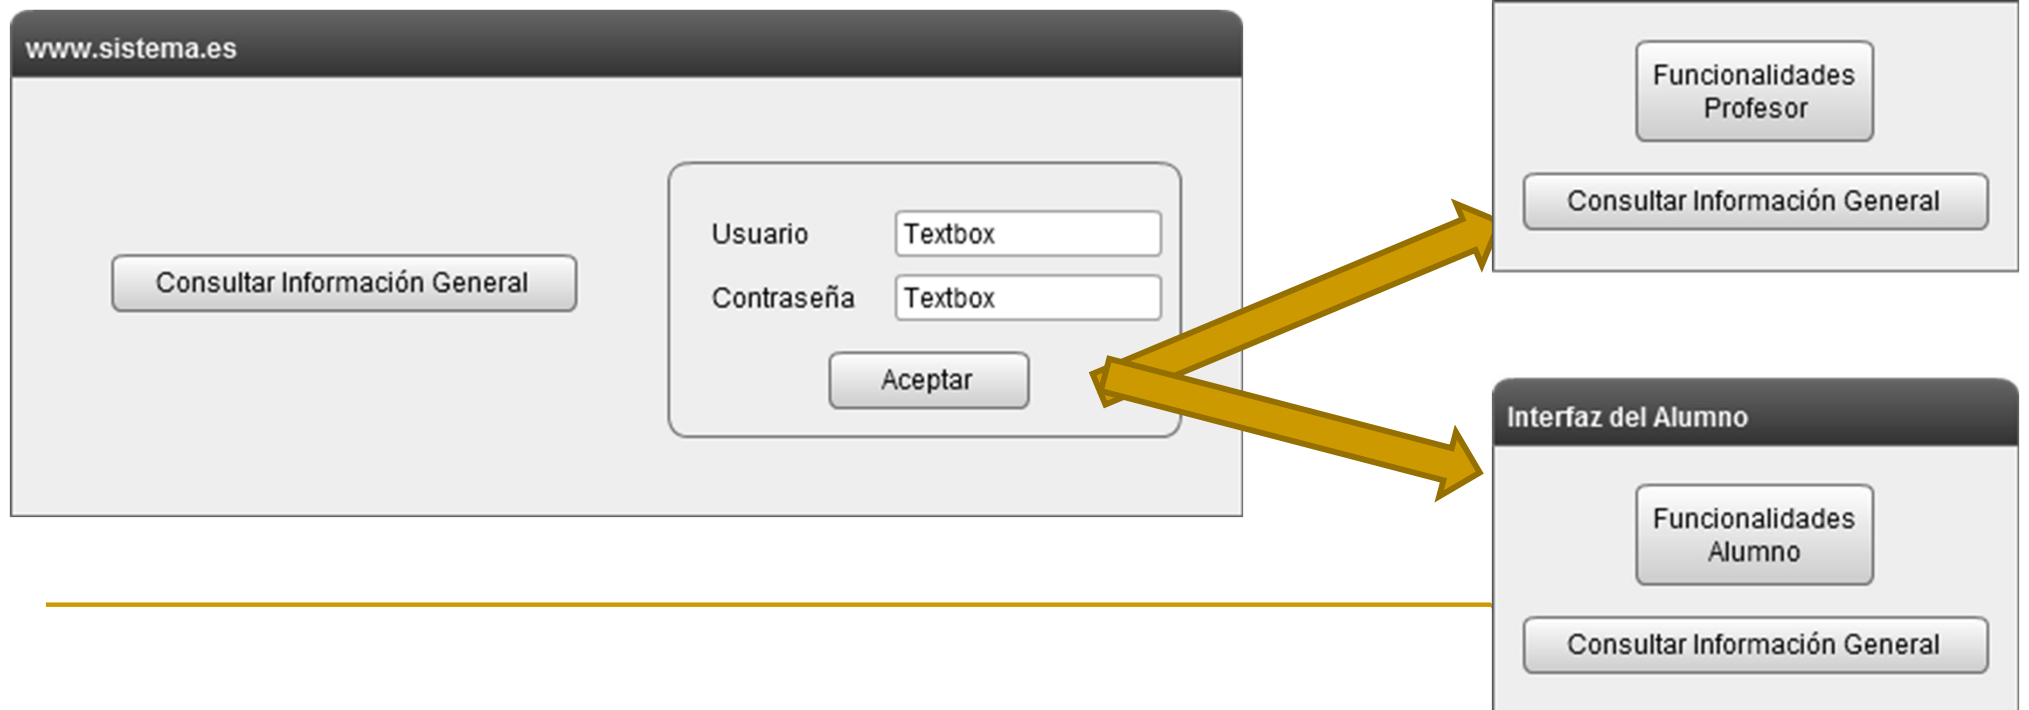 www.sistema.es
Consultar Información General
Usuario
Textbox
Contraseña
Textbox
Aceptar
Funcionalidades
Profesor
Consultar Información General
Interfaz del Alumno
Funcionalidades
Alumno
Consultar Información General